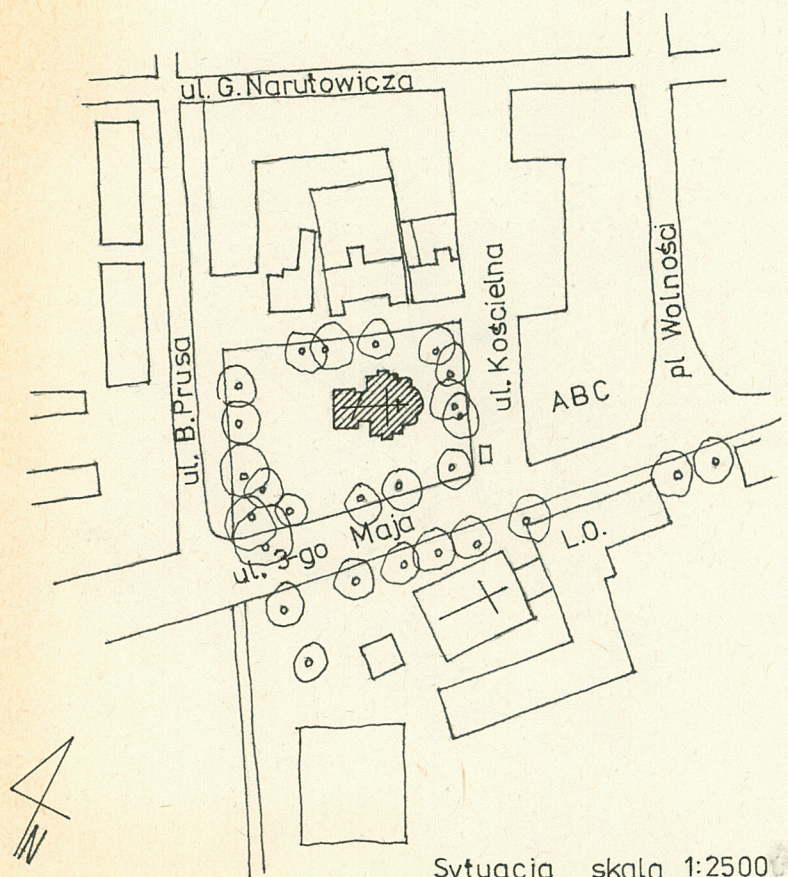 ul. G. Narutowicza
ul. B. Prusa
ul. Kościelna
pl Wolności
ABC
ul. 3-go Maja
L.O.
N
Sytuacja skala 1:2500